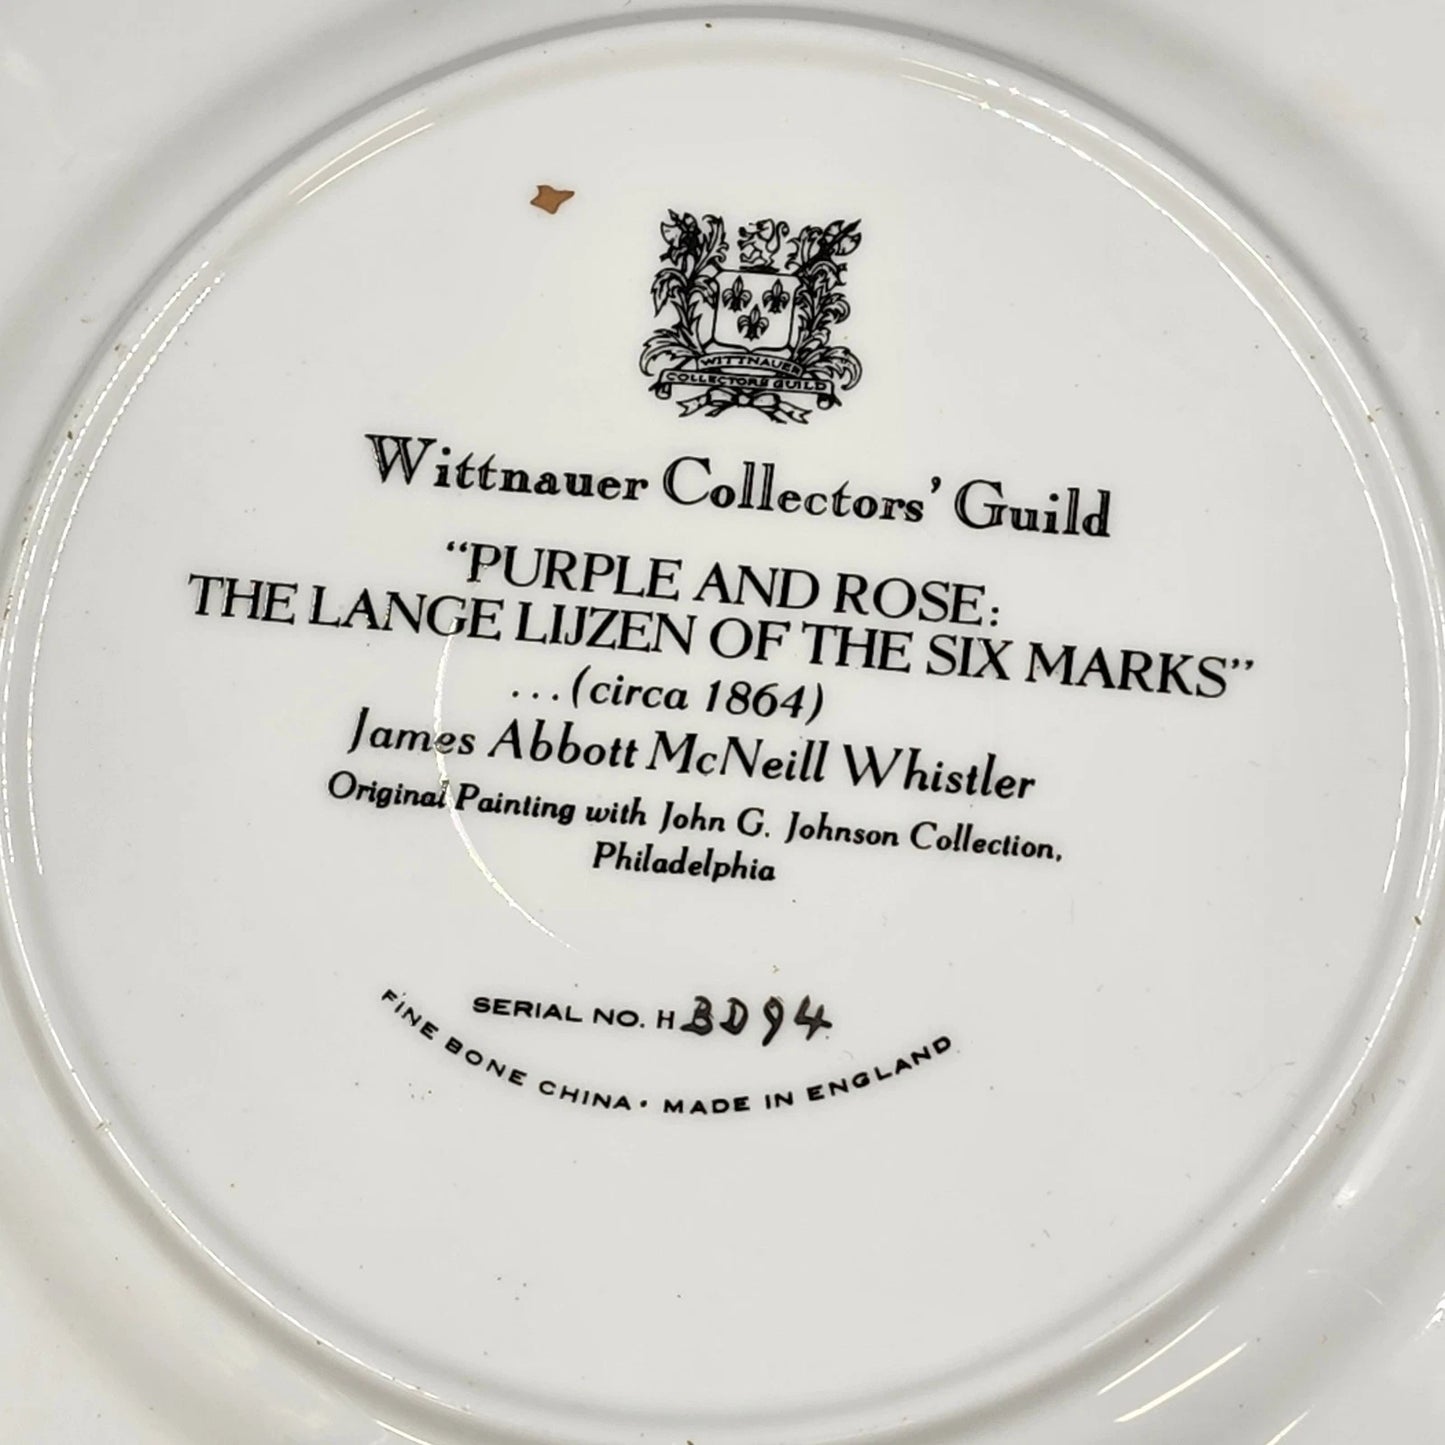 WITTNAUER
COLLECTORS GUILD
Wittnauer Collectors' Guild
“PURPLE AND ROSE:
THE LANGE LIJZEN OF THE SIX MARKS”
...(circa 1864)
James Abbott McNeill Whistler
Original Painting with John G. Johnson Collection,
Philadelphia
SERIAL NO. H BD94
FINE BONE CHINA • MADE IN ENGLAND